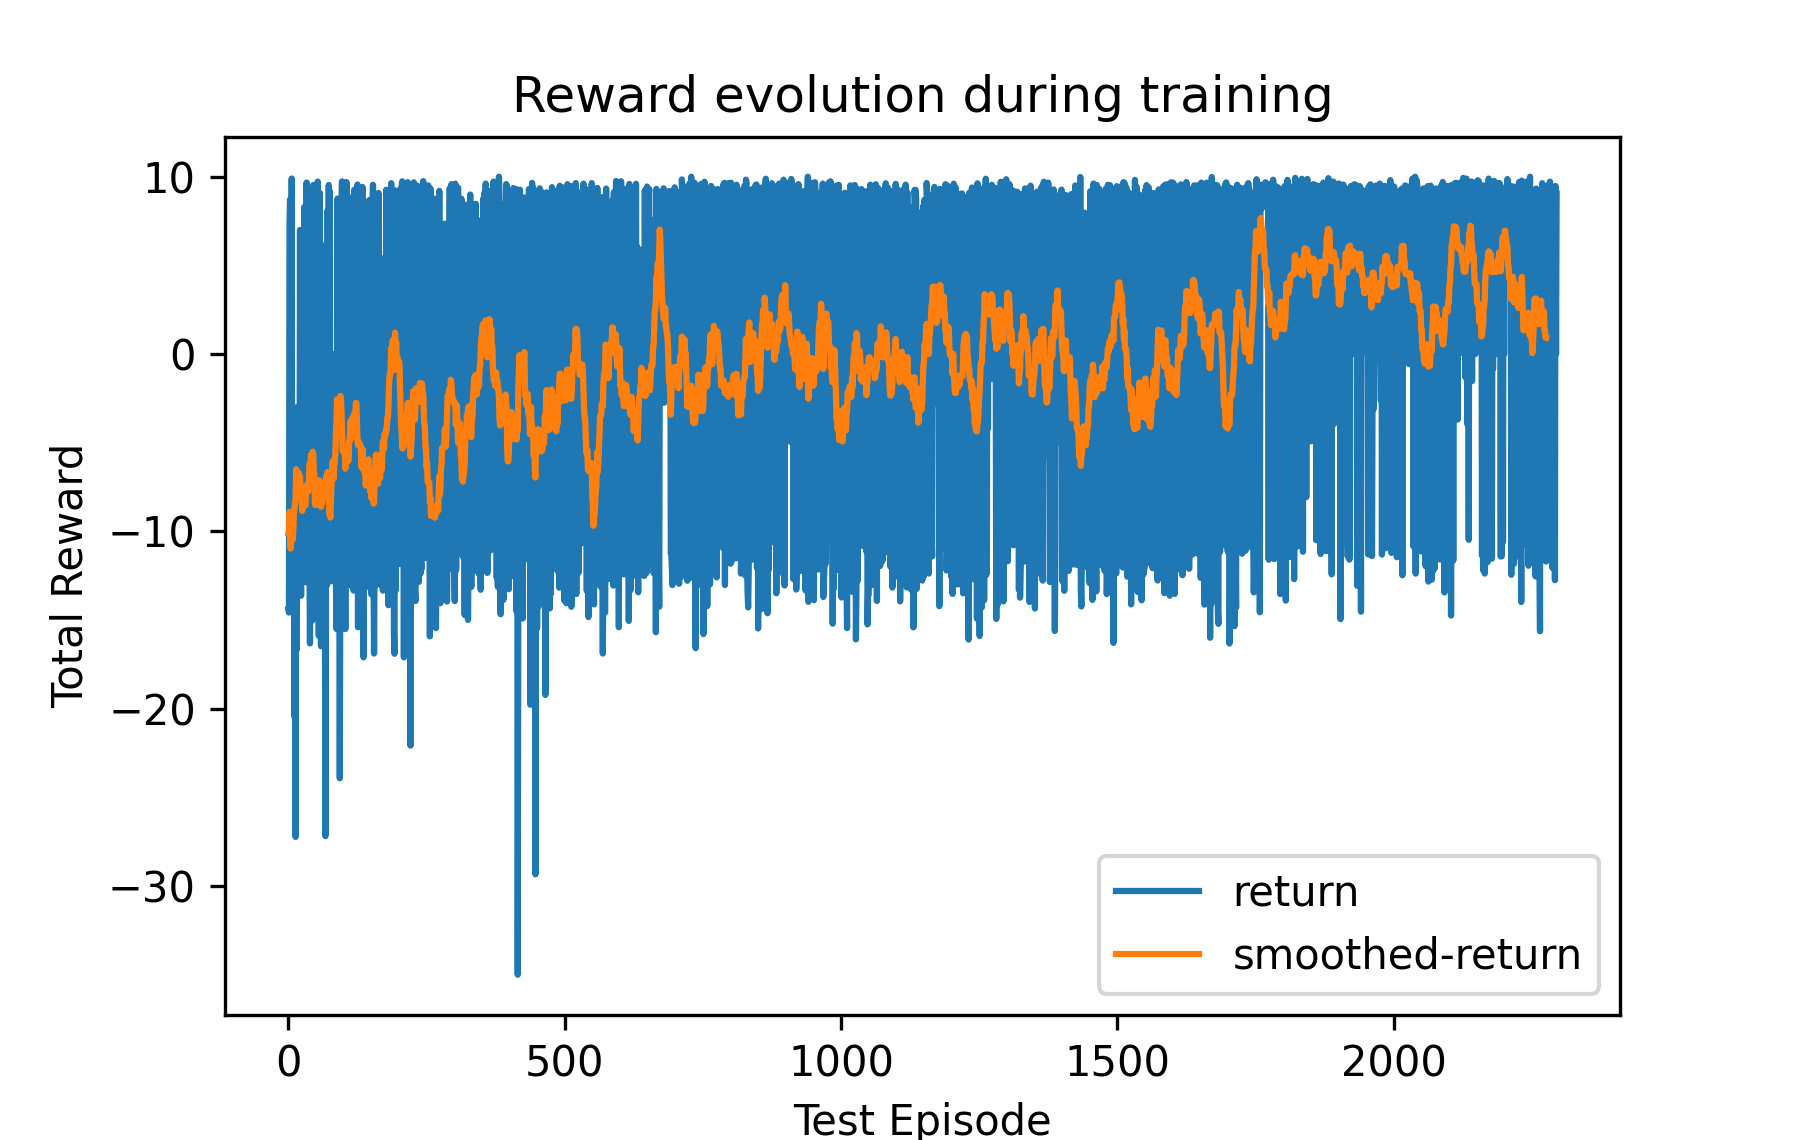 Reward evolution during training
Total Reward
10
0
−10
−20
−30
0 500 1000 1500 2000
Test Episode
return
smoothed-return